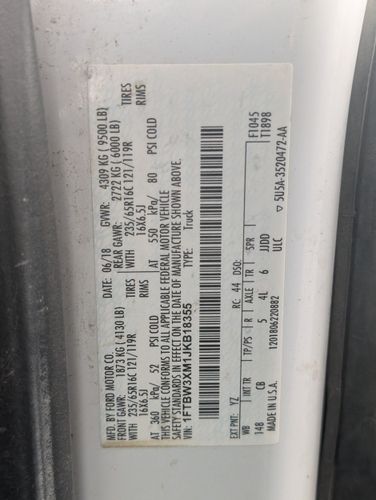 MFD. BY FORD MOTOR CO.
DATE: 06/18 GVWR: 4309 KG ( 9500 LB)
FRONT GAWR: 1873 KG ( 4130 LB) REAR GAWR: 2722 KG ( 6000 LB)
WITH TIRES WITH TIRES
235/65R16C 121/119R 235/65R16C 121/119R
16X6.5J RIMS 16X6.5J RIMS
AT 360 kPa/ 52 PSI COLD AT 550 kPa/ 80 PSI COLD
THIS VEHICLE CONFORMS TO ALL APPLICABLE FEDERAL MOTOR VEHICLE
SAFETY STANDARDS IN EFFECT ON THE DATE OF MANUFACTURE SHOWN ABOVE.
VIN: 1FTBW3XM1JKB18355
TYPE: Truck
EXT PNT: YZ RC: 44 DSO: F1045
T1898
WB INT TR TP/PS R AXLE TR SPR
148 CB 5 4L 6 JJDD
ULC
MADE IN U.S.A. 1201806220882
▽ 5U5A-3520472-AA